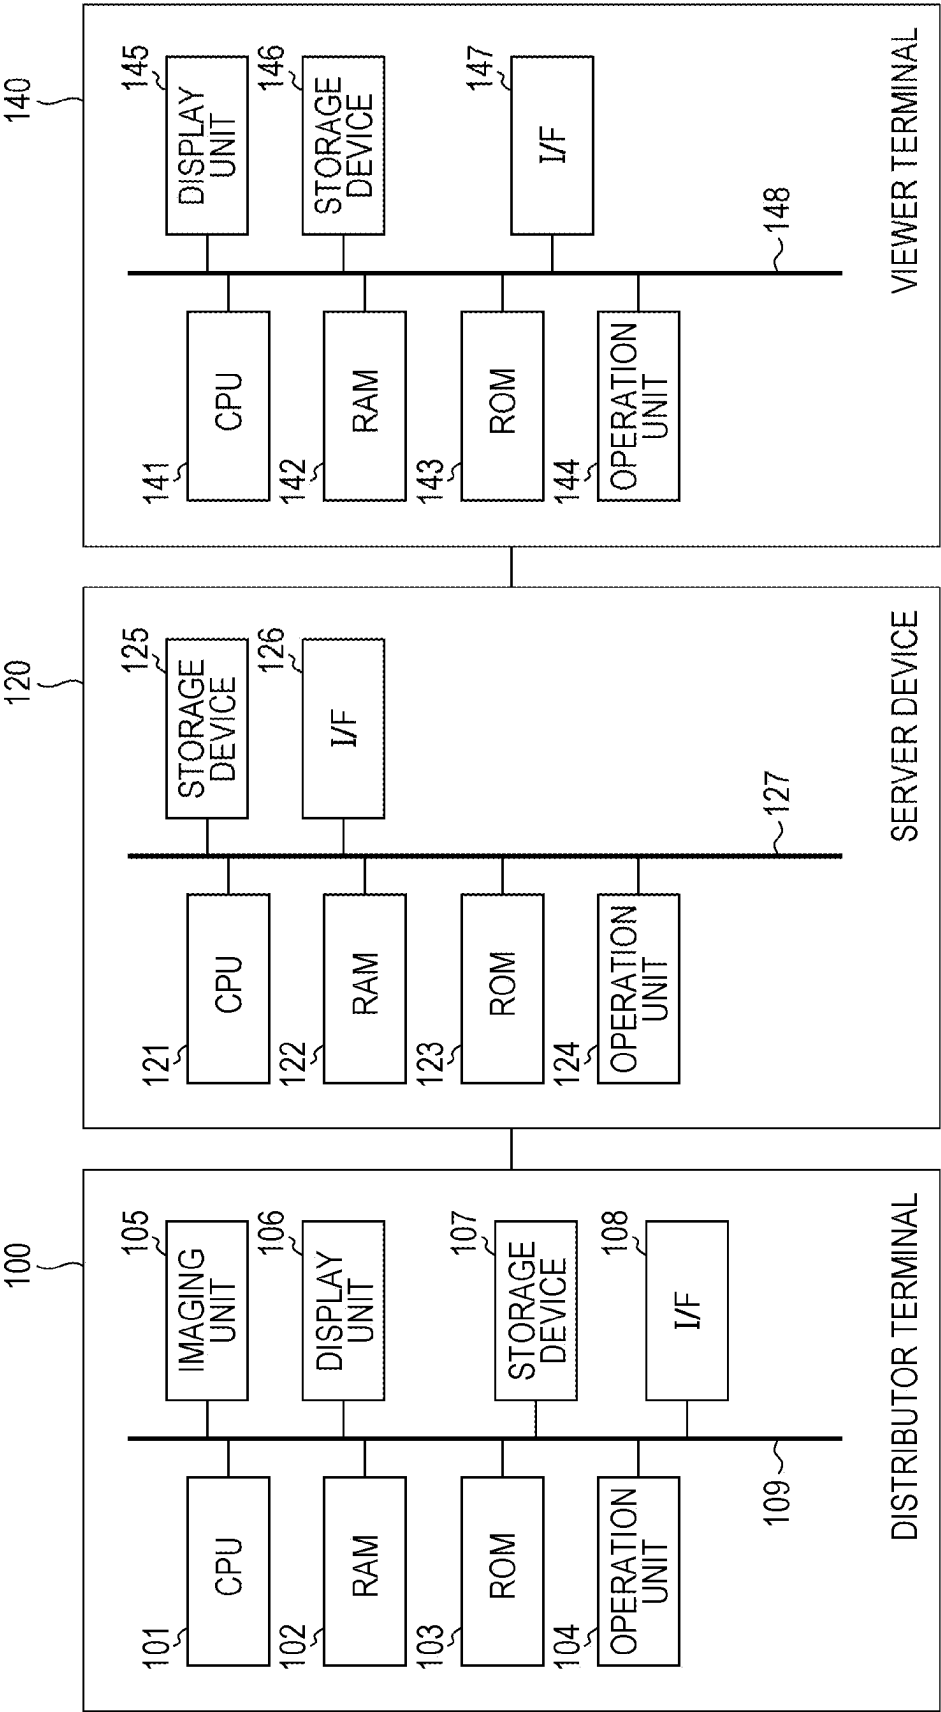 100
101
CPU
102
RAM
103
ROM
104
OPERATION
UNIT
105
IMAGING
UNIT
106
DISPLAY
UNIT
107
STORAGE
DEVICE
108
I/F
109
DISTRIBUTOR TERMINAL
120
121
CPU
122
RAM
123
ROM
124
OPERATION
UNIT
125
STORAGE
DEVICE
126
I/F
127
SERVER DEVICE
140
141
CPU
142
RAM
143
ROM
144
OPERATION
UNIT
145
DISPLAY
UNIT
146
STORAGE
DEVICE
147
I/F
148
VIEWER TERMINAL